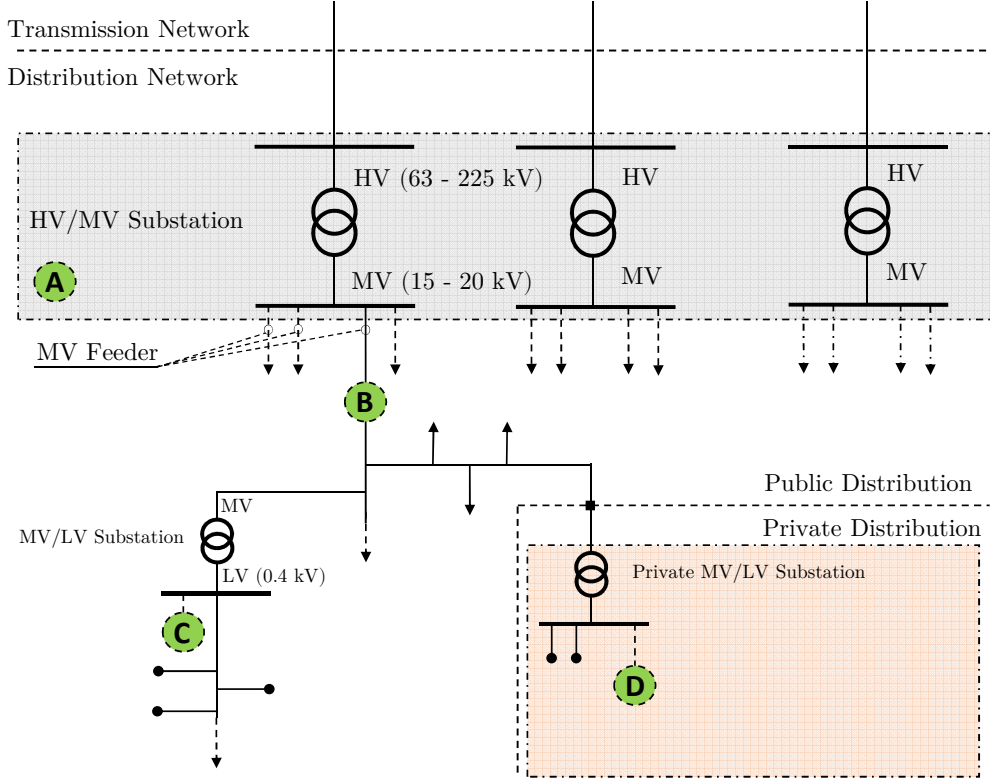 Transmission Network
Distribution Network
HV (63 - 225 kV)
HV
HV
HV/MV Substation
A
MV (15 - 20 kV)
MV
MV
MV Feeder
B
MV
MV/LV Substation
LV (0.4 kV)
C
Public Distribution
Private Distribution
Private MV/LV Substation
D